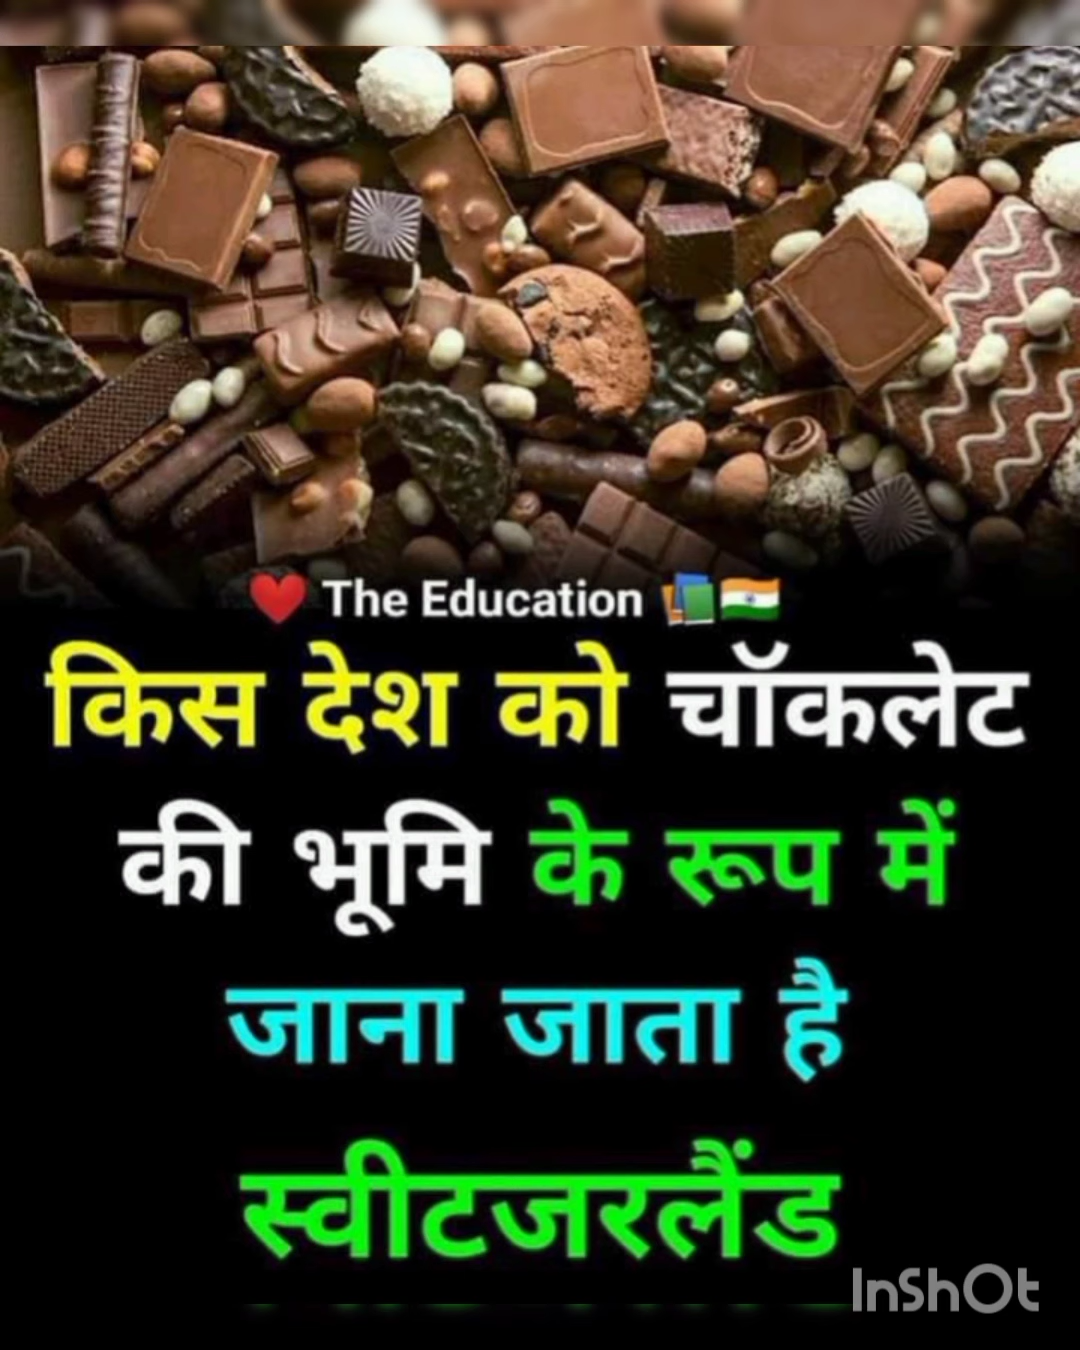 ❤️ The Education 📚🇮🇳
किस देश को चॉकलेट
की भूमि के रूप में
जाना जाता है
स्वीटजरलैंड
InShOt